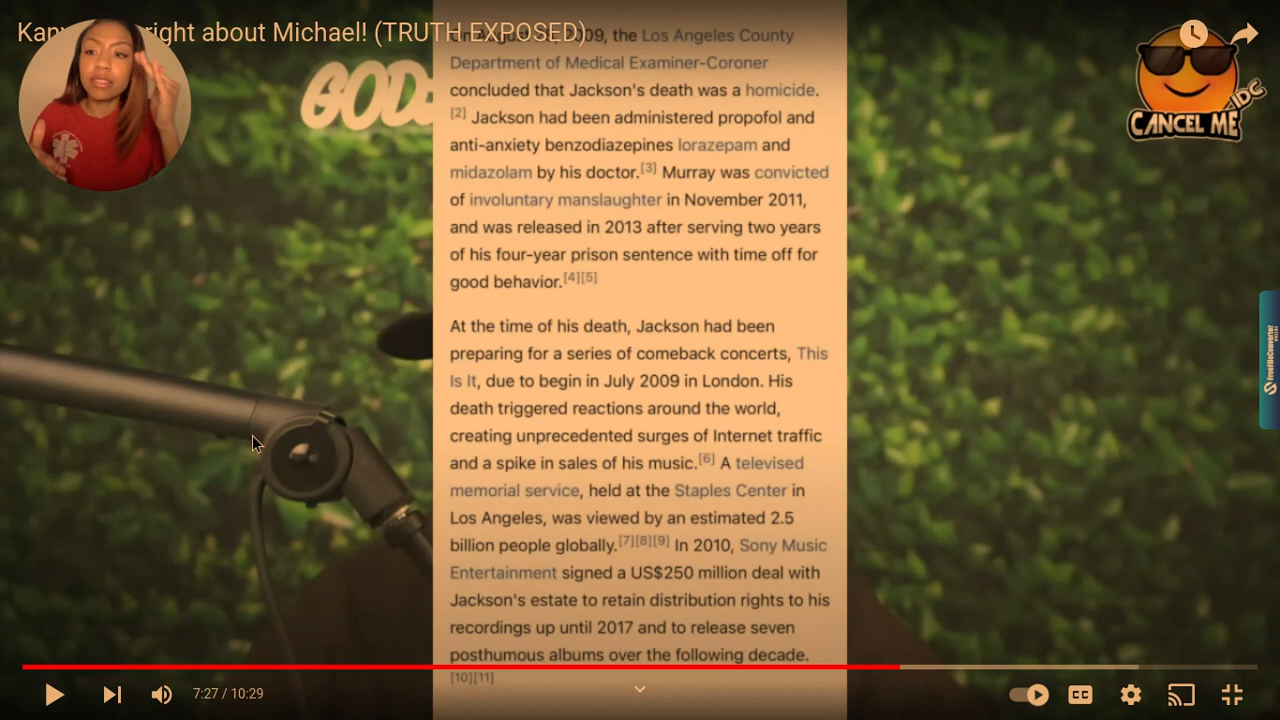 right about Michael! (TRUTH EXPOSED)
2009, the Los Angeles County
Department of Medical Examiner-Coroner
concluded that Jackson's death was a homicide.
[2] Jackson had been administered propofol and
anti-anxiety benzodiazepines lorazepam and
midazolam by his doctor.[3] Murray was convicted
of involuntary manslaughter in November 2011,
and was released in 2013 after serving two years
of his four-year prison sentence with time off for
good behavior.[4][5]
At the time of his death, Jackson had been
preparing for a series of comeback concerts, This
Is It, due to begin in July 2009 in London. His
death triggered reactions around the world,
creating unprecedented surges of Internet traffic
and a spike in sales of his music.[6] A televised
memorial service, held at the Staples Center in
Los Angeles, was viewed by an estimated 2.5
billion people globally.[7][8][9] In 2010, Sony Music
Entertainment signed a US$250 million deal with
Jackson's estate to retain distribution rights to his
recordings up until 2017 and to release seven
posthumous albums over the following decade.
[10][11]
GOD
IDC
CANCEL ME
FreeFileConvertor
7:27 / 10:29
CC